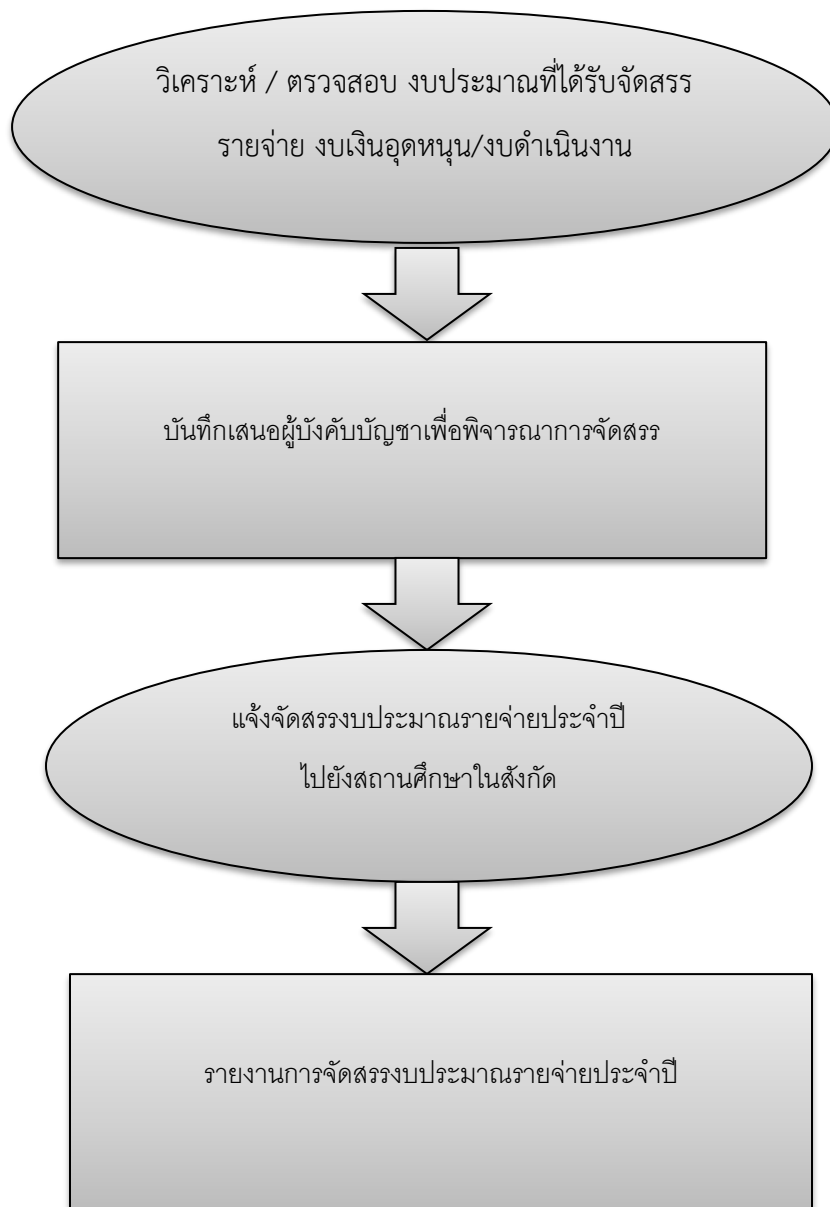 วิเคราะห์ / ตรวจสอบ งบประมาณที่ได้รับจัดสรร
รายจ่าย งบเงินอุดหนุน/งบดำเนินงาน
บันทึกเสนอผู้บังคับบัญชาเพื่อพิจารณาการจัดสรร
แจ้งจัดสรรงบประมาณรายจ่ายประจำปี
ไปยังสถานศึกษาในสังกัด
รายงานการจัดสรรงบประมาณรายจ่ายประจำปี